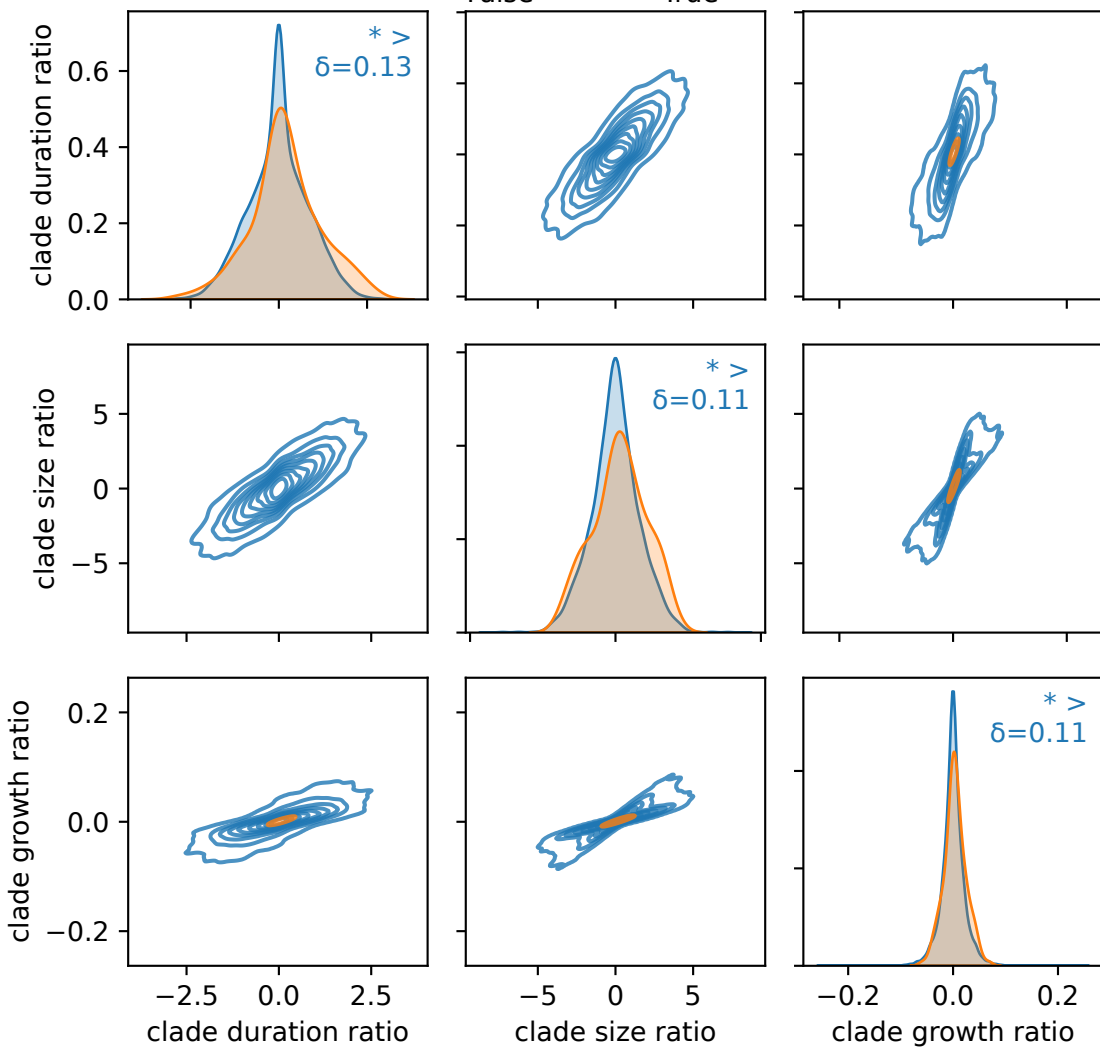 False True
clade duration ratio
0.6
0.4
0.2
0.0
* >
δ=0.13
clade size ratio
5
0
−5
* >
δ=0.11
clade growth ratio
0.2
0.0
−0.2
* >
δ=0.11
−2.5 0.0 2.5
−5 0 5
−0.2 0.0 0.2
clade duration ratio
clade size ratio
clade growth ratio